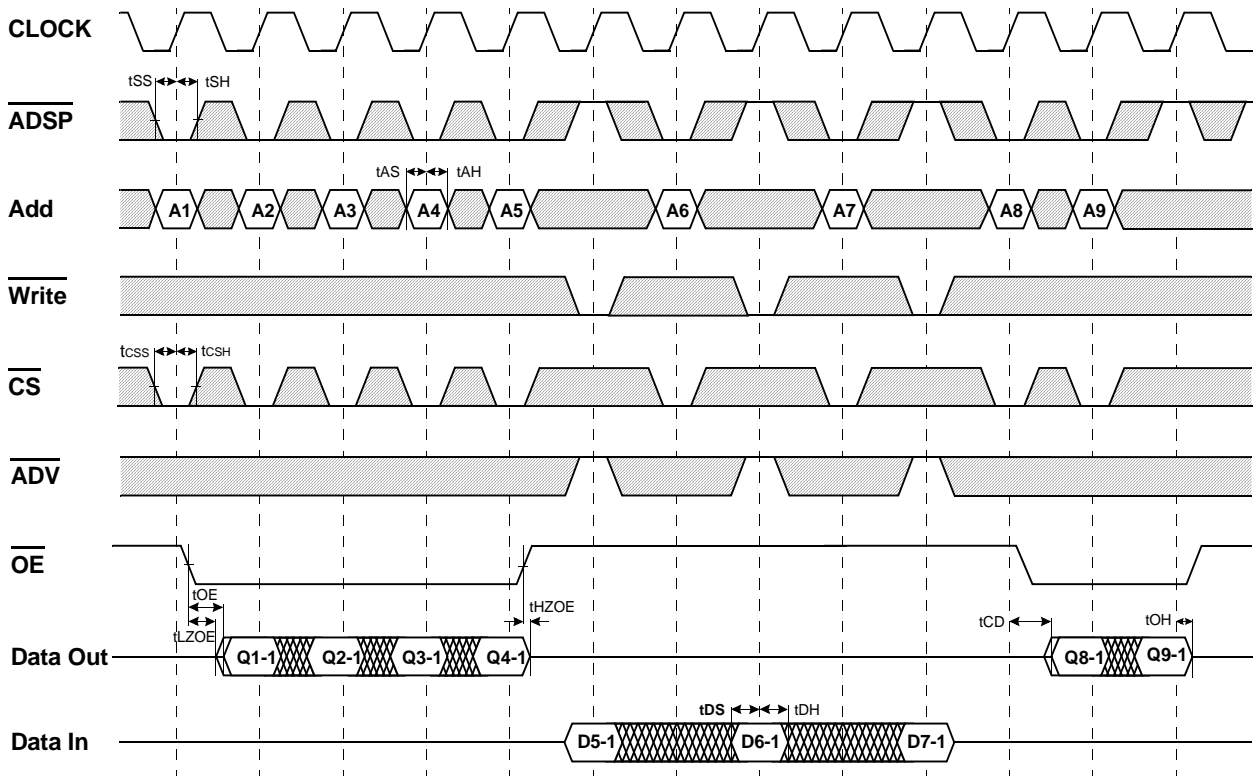 CLOCK
tSS tSH
ADSP
tAS tAH
Add A1 A2 A3 A4 A5 A6 A7 A8 A9
Write
tCSS tCSH
CS
ADV
OE
tOE tHZOE
tLZOE tCD tOH
Data Out Q1-1 Q2-1 Q3-1 Q4-1 Q8-1 Q9-1
tDS tDH
Data In D5-1 D6-1 D7-1